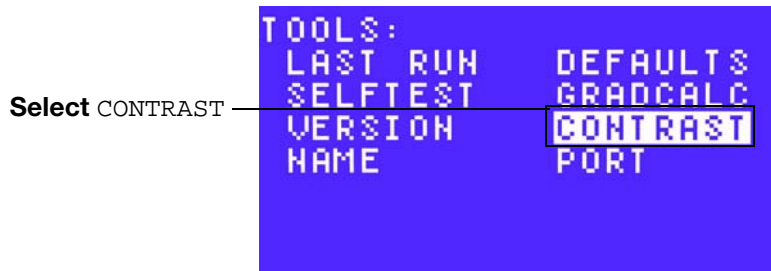 TOOLS:
LAST RUN DEFAULTS
SELFTEST GRADCALC
Select CONTRAST
VERSION CONTRAST
NAME PORT